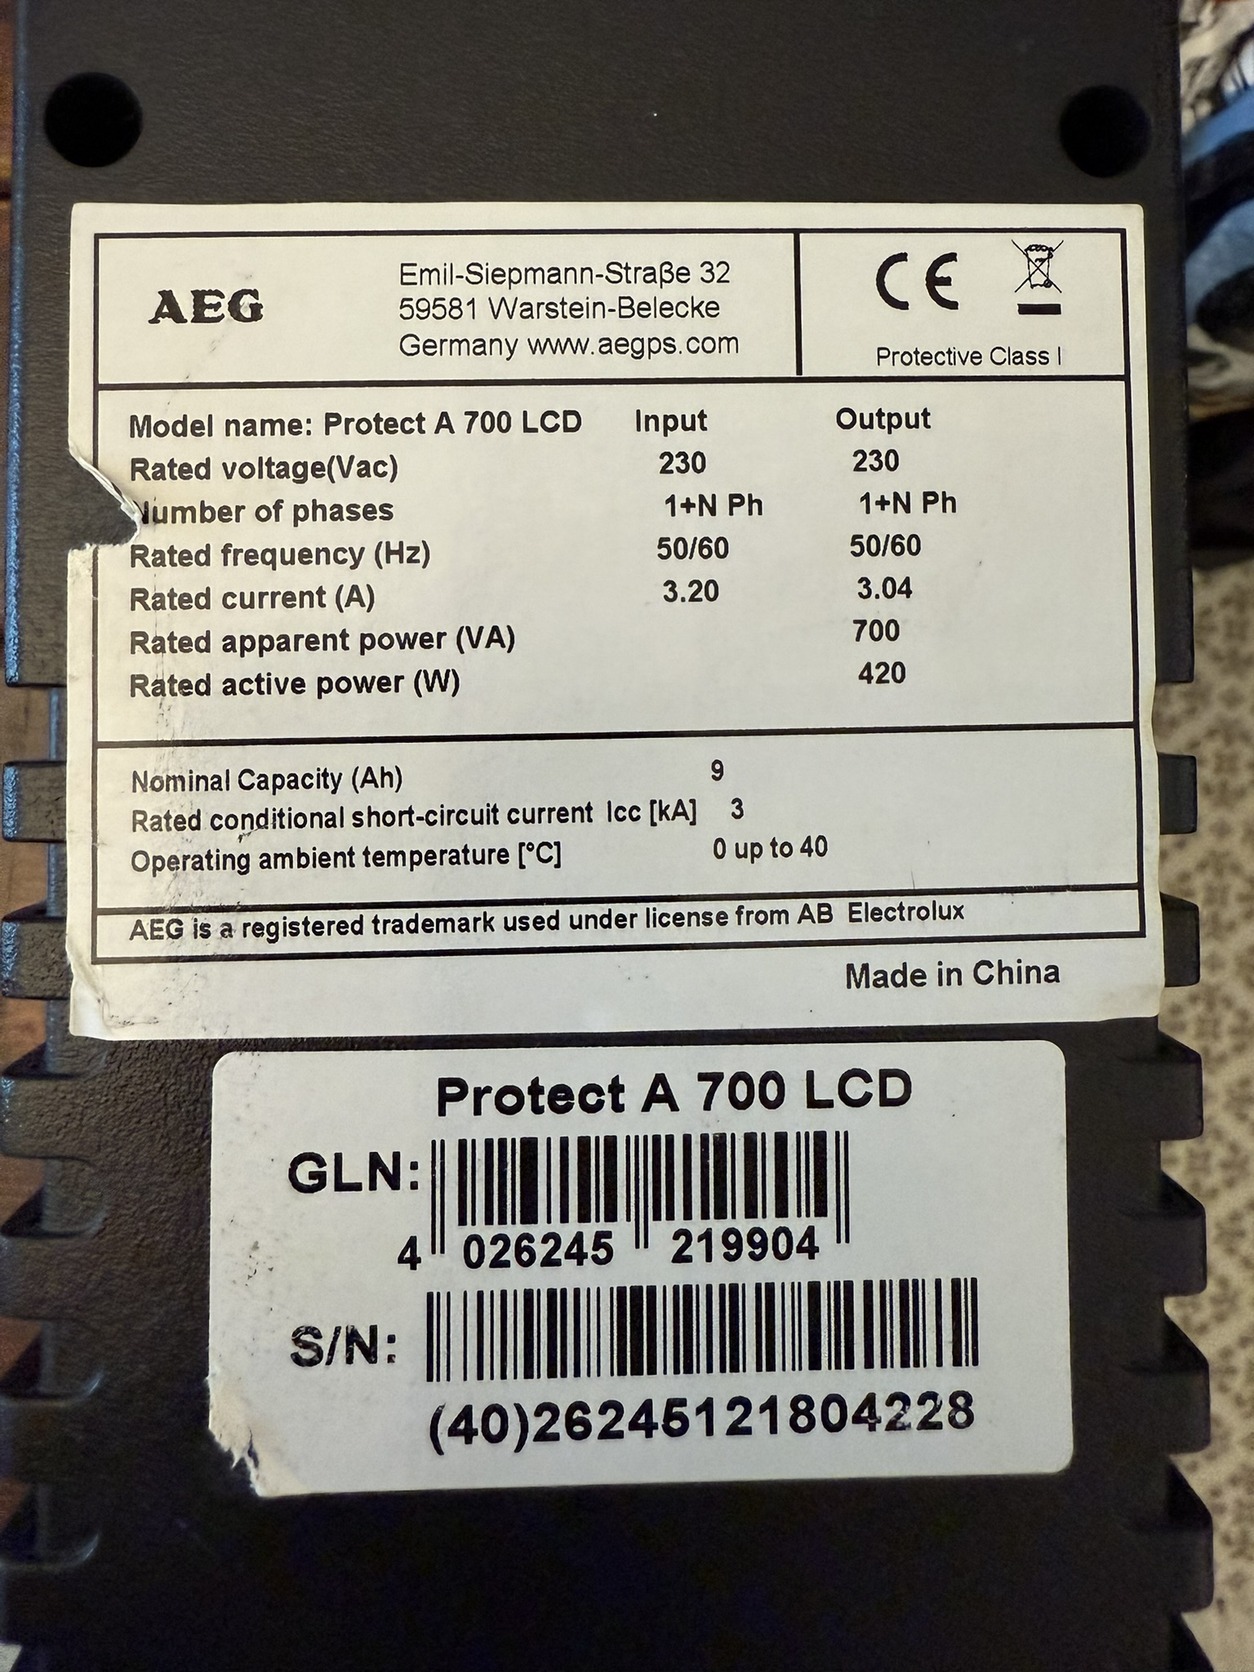 AEG
Emil-Siepmann-Straße 32
59581 Warstein-Belecke
Germany www.aegps.com
CE
Protective Class I
Model name: Protect A 700 LCD Input Output
Rated voltage(Vac) 230 230
Number of phases 1+N Ph 1+N Ph
Rated frequency (Hz) 50/60 50/60
Rated current (A) 3.20 3.04
Rated apparent power (VA) 700
Rated active power (W) 420
Nominal Capacity (Ah) 9
Rated conditional short-circuit current Icc [kA] 3
Operating ambient temperature [°C] 0 up to 40
AEG is a registered trademark used under license from AB Electrolux
Made in China
Protect A 700 LCD
GLN:
4 026245 219904
S/N:
(40)26245121804228